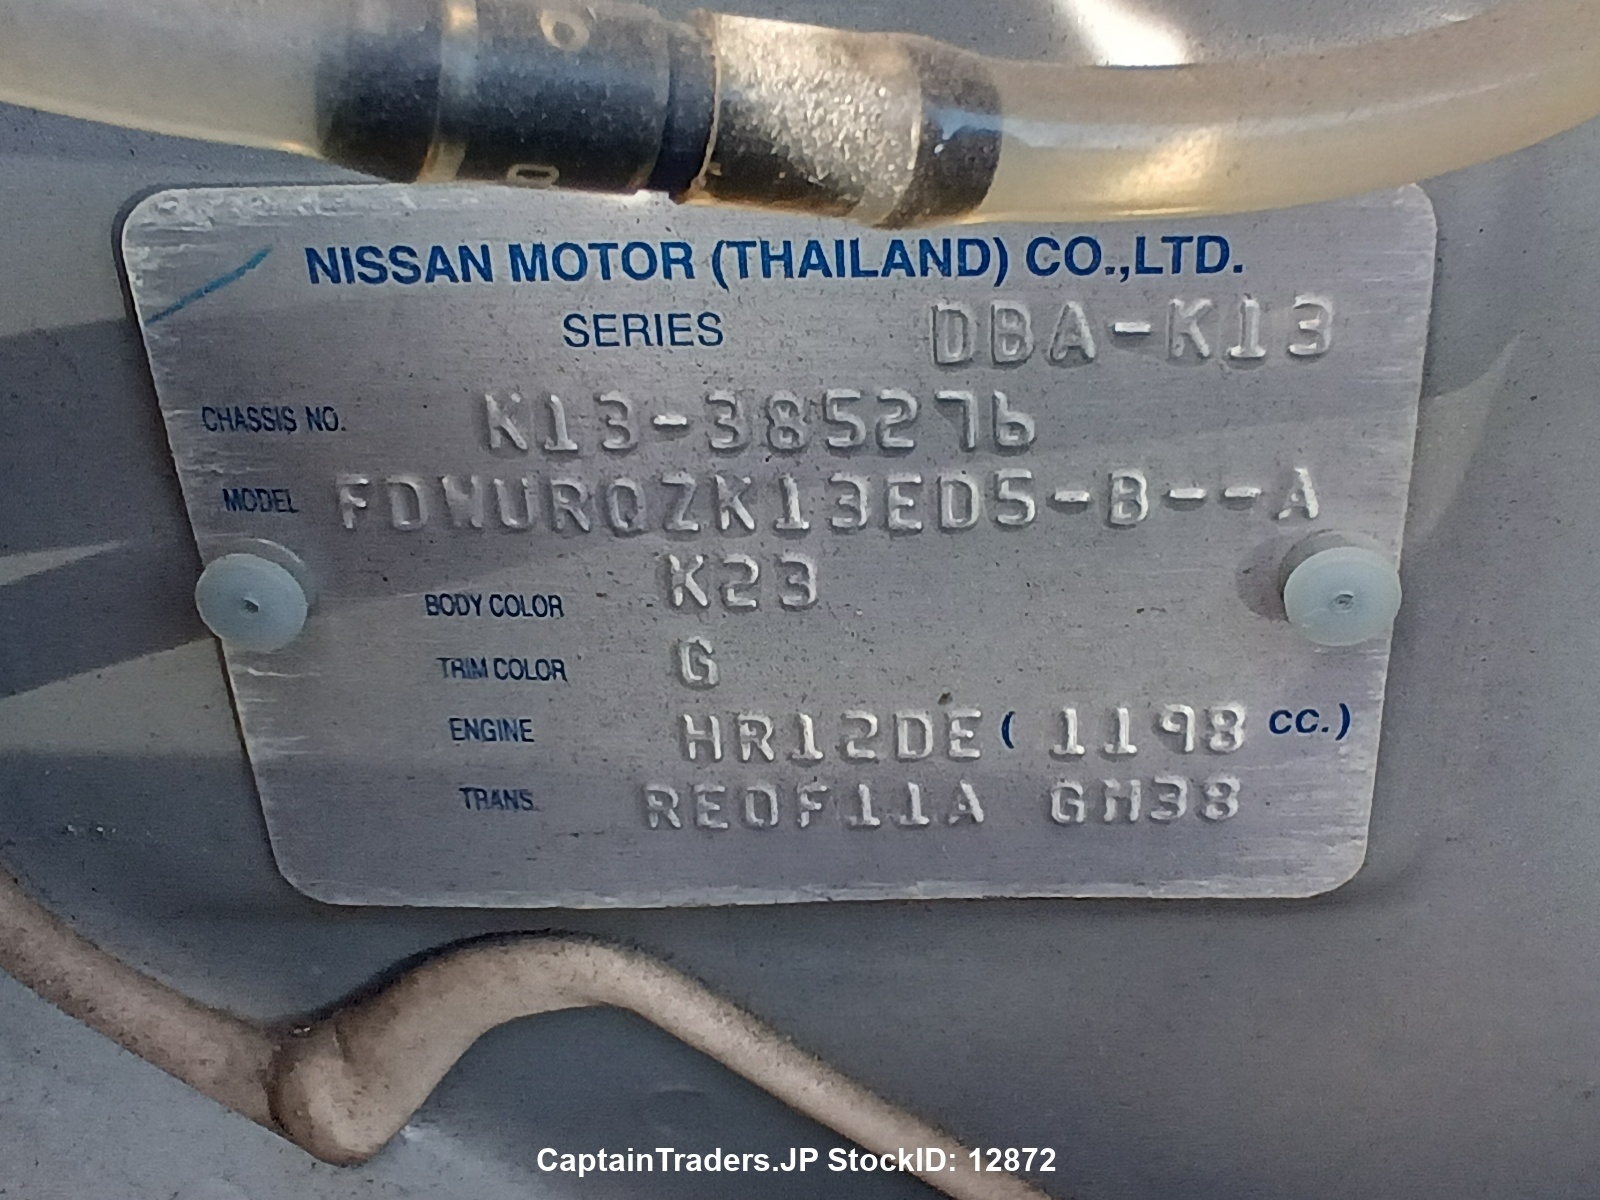 NISSAN MOTOR (THAILAND) CO.,LTD.
SERIES DBA-K13
CHASSIS NO. K13-385276
MODEL FDWURQZK13ED5-B--A
K23
BODY COLOR
TRIM COLOR G
ENGINE HR12DE ( 1198 CC.)
TRANS. RE0F11A GH38
CaptainTraders.JP StockID: 12872